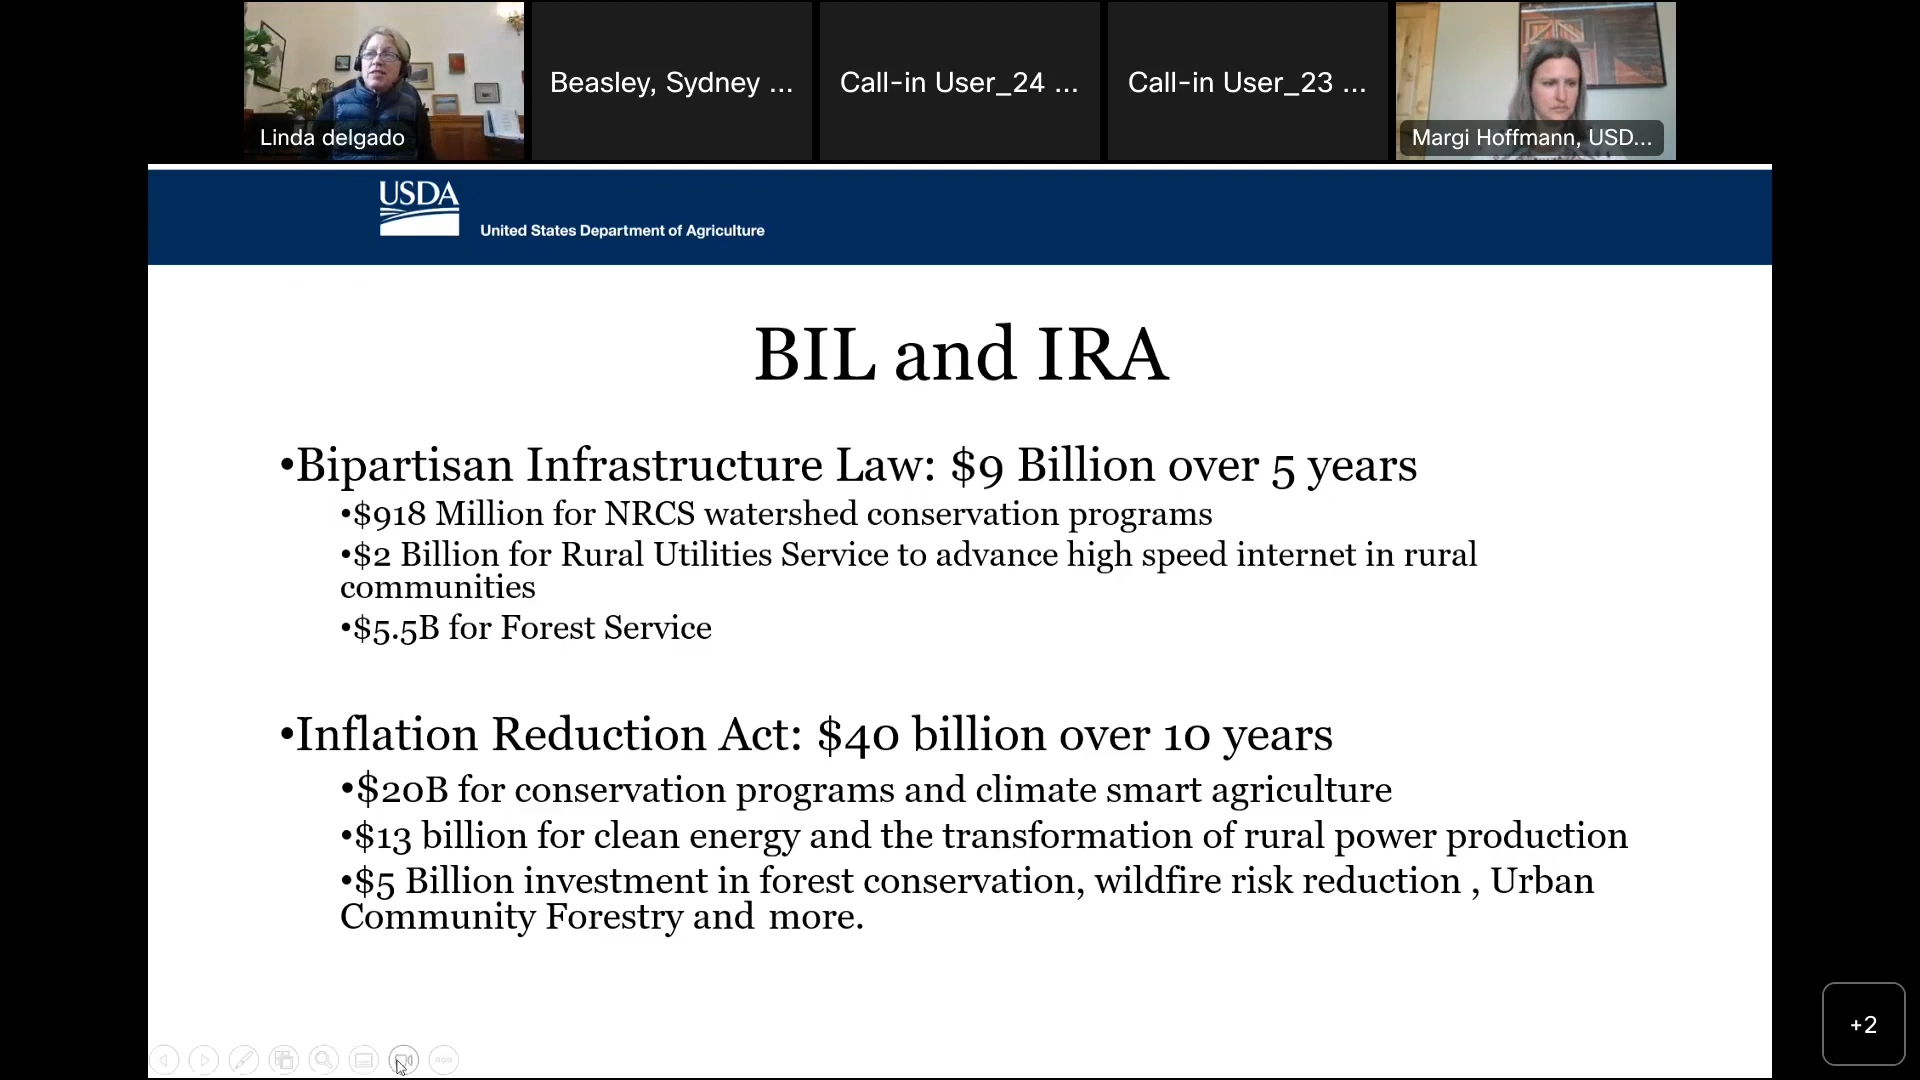 Linda delgado
Beasley, Sydney ...
Call-in User_24 ...
Call-in User_23 ...
Margi Hoffmann, USD...
USDA
United States Department of Agriculture
BIL and IRA
•Bipartisan Infrastructure Law: $9 Billion over 5 years
•$918 Million for NRCS watershed conservation programs
•$2 Billion for Rural Utilities Service to advance high speed internet in rural
communities
•$5.5B for Forest Service
•Inflation Reduction Act: $40 billion over 10 years
•$20B for conservation programs and climate smart agriculture
•$13 billion for clean energy and the transformation of rural power production
•$5 Billion investment in forest conservation, wildfire risk reduction , Urban
Community Forestry and more.
+2